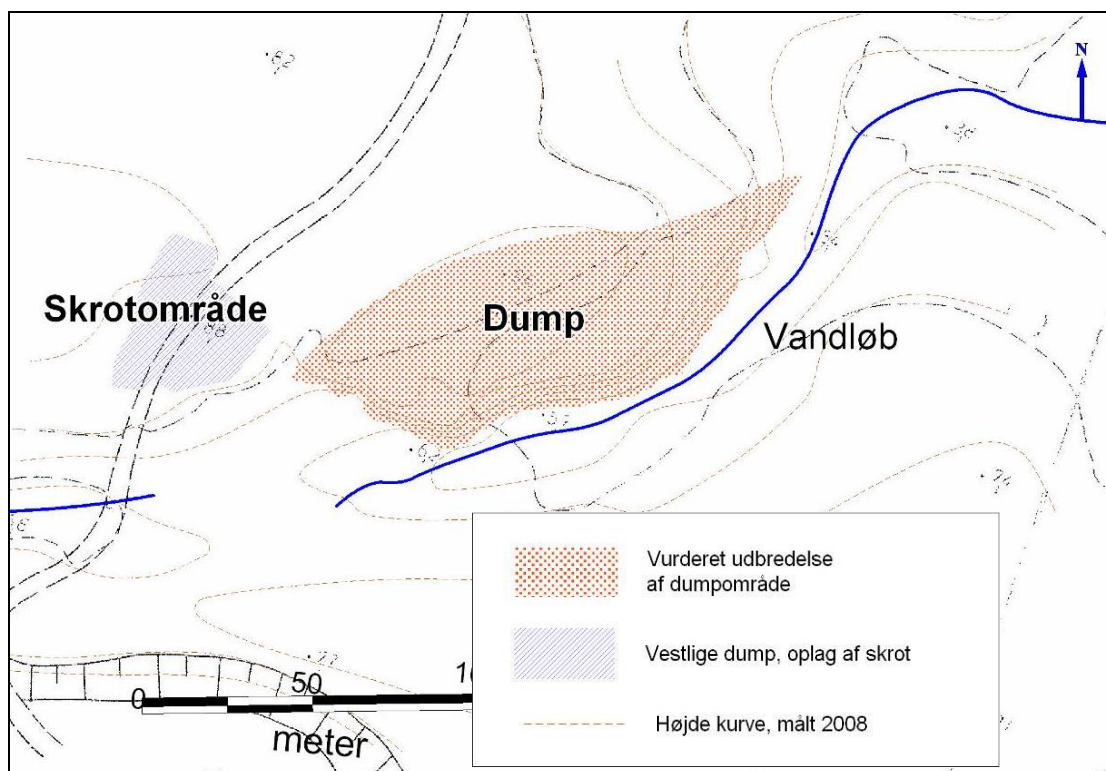 N
Skrotområde
Dump
Vandløb
Vurderet udbredelse
af dumpområde
Vestlige dump, oplag af skrot
Højde kurve, målt 2008
0
50
meter